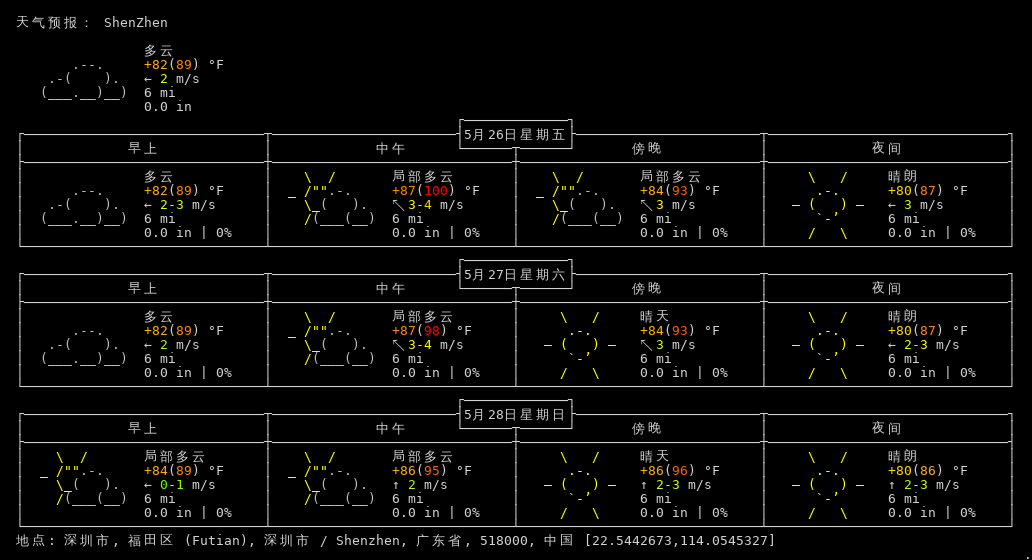 天气预报： ShenZhen
多云
+82(89) °F
← 2 m/s
6 mi
0.0 in
5月26日星期五
早上 中午 傍晚 夜间
多云 局部多云 局部多云 晴朗
+82(89) °F +87(100) °F +84(93) °F +80(87) °F
← 2-3 m/s ↖ 3-4 m/s ↖ 3 m/s ← 3 m/s
6 mi 6 mi 6 mi 6 mi
0.0 in | 0% 0.0 in | 0% 0.0 in | 0% 0.0 in | 0%
5月27日星期六
早上 中午 傍晚 夜间
多云 局部多云 晴天 晴朗
+82(89) °F +87(98) °F +84(93) °F +80(87) °F
← 2 m/s ↖ 3-4 m/s ↖ 3 m/s ← 2-3 m/s
6 mi 6 mi 6 mi 6 mi
0.0 in | 0% 0.0 in | 0% 0.0 in | 0% 0.0 in | 0%
5月28日星期日
早上 中午 傍晚 夜间
局部多云 局部多云 晴天 晴朗
+84(89) °F +86(95) °F +86(96) °F +80(86) °F
← 0-1 m/s ↑ 2 m/s ↑ 2-3 m/s ↑ 2-3 m/s
6 mi 6 mi 6 mi 6 mi
0.0 in | 0% 0.0 in | 0% 0.0 in | 0% 0.0 in | 0%
地点: 深圳市, 福田区 (Futian), 深圳市 / Shenzhen, 广东省, 518000, 中国 [22.5442673,114.0545327]